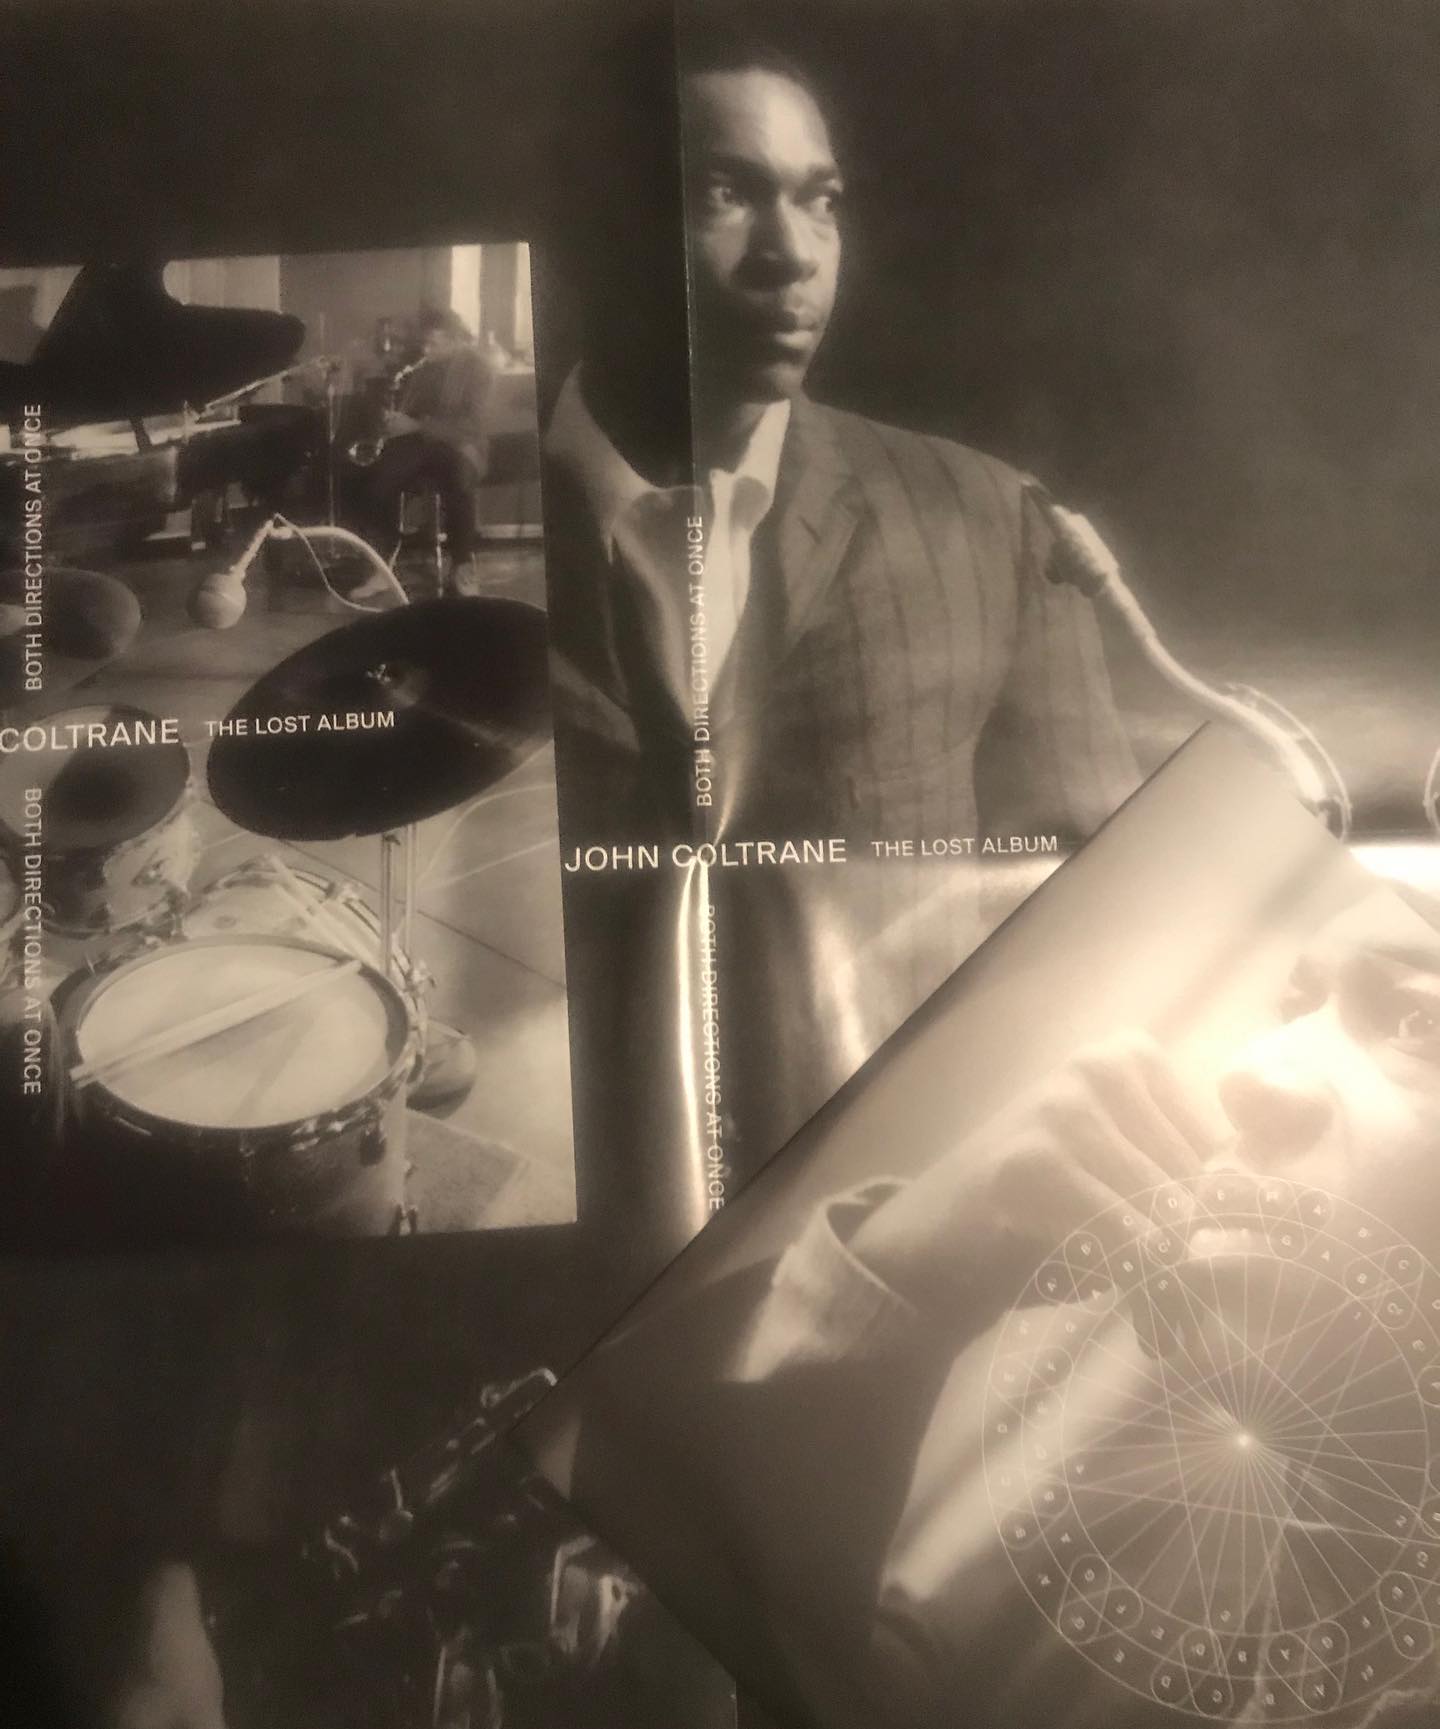 BOTH DIRECTIONS AT ONCE
COLTRANE THE LOST ALBUM
BOTH DIRECTIONS AT ONCE
BOTH DIRECTIONS AT ONCE
JOHN COLTRANE THE LOST ALBUM
BOTH DIRECTIONS AT ONCE